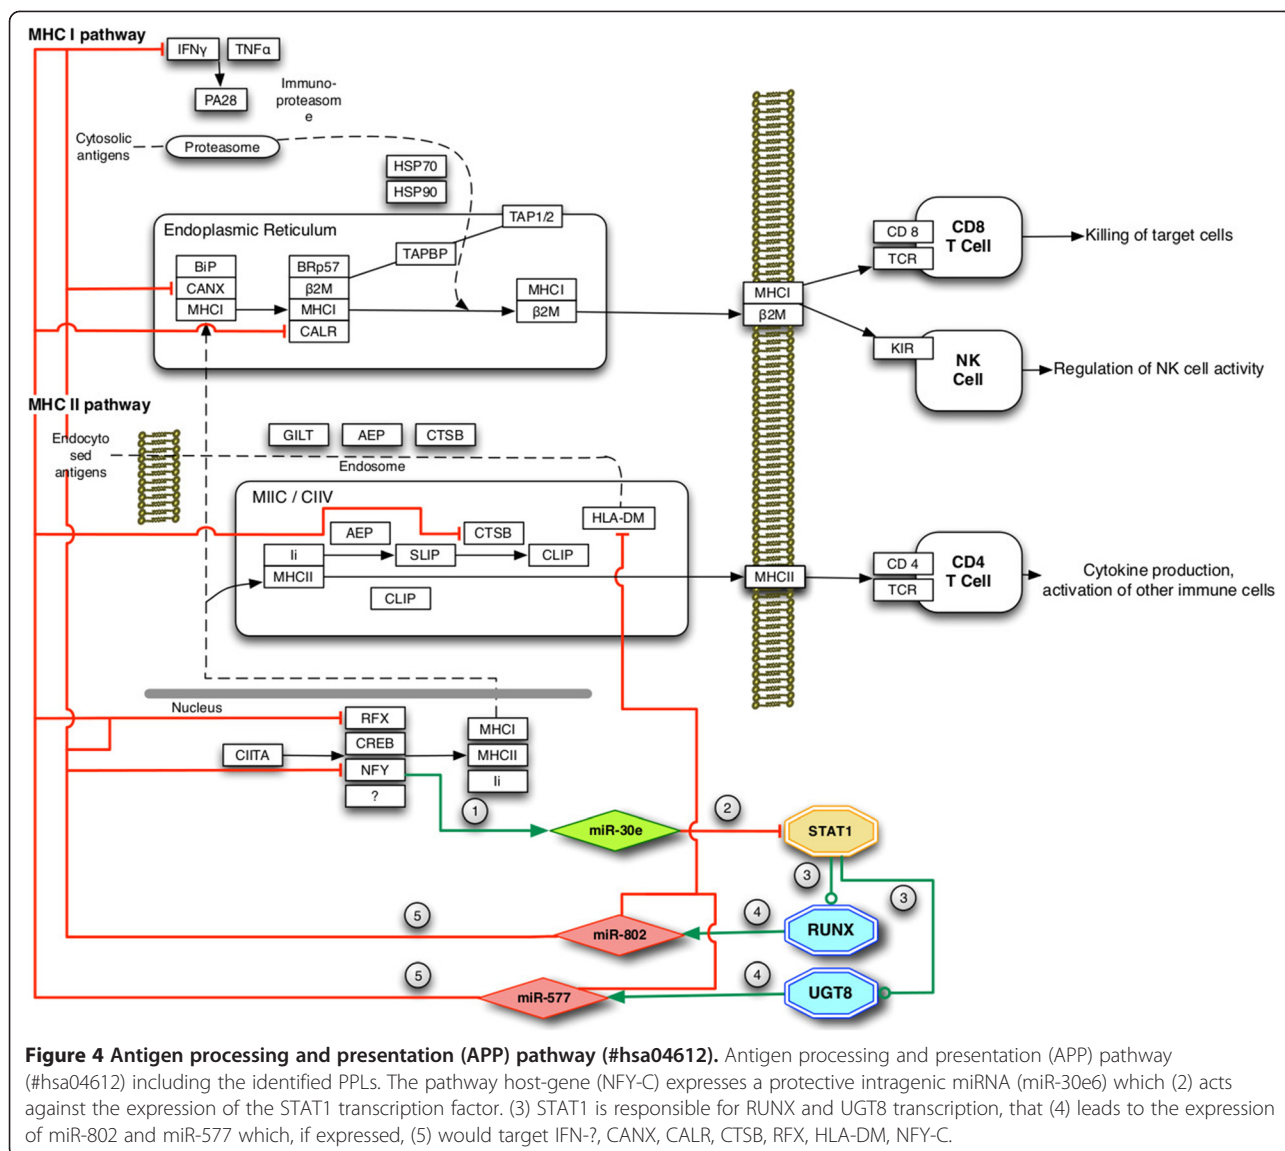 MHC I pathway
IFNγ
TNFα
PA28
Immuno-
proteasom
e
Cytosolic
antigens
Proteasome
HSP70
HSP90
TAP1/2
Endoplasmic Reticulum
TAPBP
BiP
CANX
MHCI
BRp57
β2M
MHCI
CALR
MHCI
β2M
MHCI
β2M
CD 8
TCR
CD8
T Cell
Killing of target cells
KIR
NK
Cell
Regulation of NK cell activity
MHC II pathway
Endocyto
sed
antigens
GILT
AEP
CTSB
Endosome
MIIC / CIIV
HLA-DM
AEP
CTSB
Ii
MHCII
SLIP
CLIP
CLIP
MHCII
CD 4
TCR
CD4
T Cell
Cytokine production,
activation of other immune cells
Nucleus
CIITA
RFX
CREB
NFY
?
MHCI
MHCII
Ii
1
miR-30e
2
STAT1
3
3
5
miR-802
4
RUNX
5
miR-577
4
UGT8
Figure 4 Antigen processing and presentation (APP) pathway (#hsa04612). Antigen processing and presentation (APP) pathway
(#hsa04612) including the identified PPLs. The pathway host-gene (NFY-C) expresses a protective intragenic miRNA (miR-30e6) which (2) acts
against the expression of the STAT1 transcription factor. (3) STAT1 is responsible for RUNX and UGT8 transcription, that (4) leads to the expression
of miR-802 and miR-577 which, if expressed, (5) would target IFN-?, CANX, CALR, CTSB, RFX, HLA-DM, NFY-C.